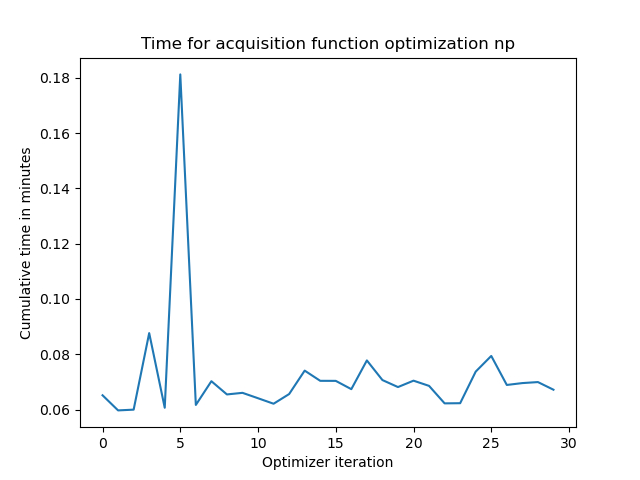 Time for acquisition function optimization np
Cumulative time in minutes
0.18
0.16
0.14
0.12
0.10
0.08
0.06
0 5 10 15 20 25 30
Optimizer iteration